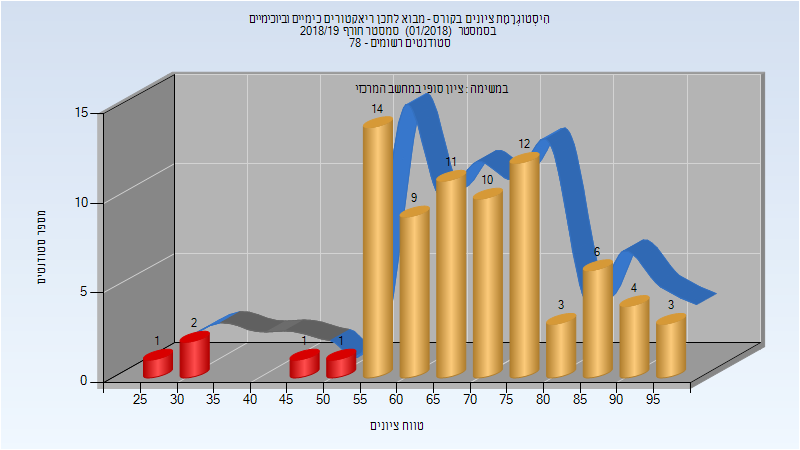 היסטוגרמת ציונים בקורס - מבוא לתכן ריאקטורים כימיים וביוכימיים
בסמסטר (01/2018) סמסטר חורף 2018/19
סטודנטים רשומים - 78
במשימה : ציון סופי במחשב המרכזי
15
10
5
0
מספר סטודנטים
1
2
1
1
14
9
11
10
12
3
6
4
3
25 30 35 40 45 50 55 60 65 70 75 80 85 90 95
טווח ציונים